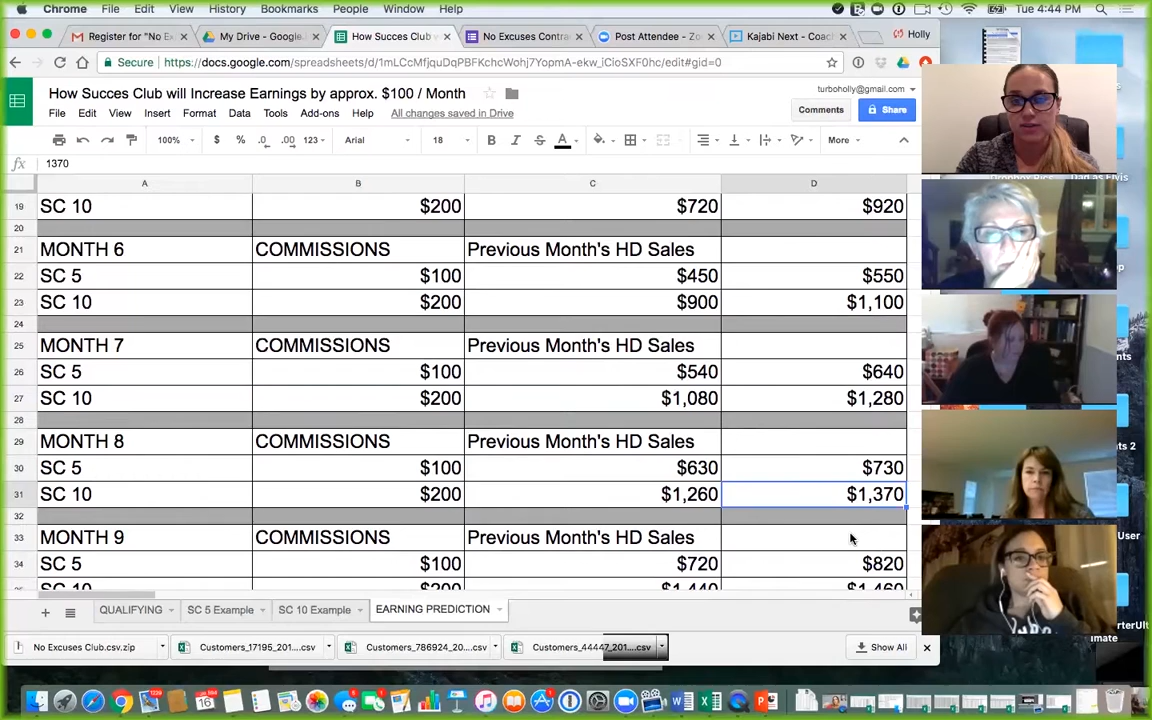 Chrome File Edit View History Bookmarks People Window Help Tue 4:44 PM
Register for "No Ex My Drive - Google. How Succes Club w No Excuses Contra Post Attendee - Zo Kajabi Next - Coac Holly
Secure https://docs.google.com/spreadsheets/d/1mLCcMfjquDqPBFKchcWohj7YopmA-ekw_iCioSXF0hc/edit#gid=0
turboholly@gmail.com
How Succes Club will Increase Earnings by approx. $100 / Month
Comments Share
File Edit View Insert Format Data Tools Add-ons Help All changes saved in Drive
100% $ % .0 .00 123 Arial 18 B I S A More
fx 1370
A B C D
19 SC 10 $200 $720 $920
20
21 MONTH 6 COMMISSIONS Previous Month's HD Sales
22 SC 5 $100 $450 $550
23 SC 10 $200 $900 $1,100
24
25 MONTH 7 COMMISSIONS Previous Month's HD Sales
26 SC 5 $100 $540 $640
27 SC 10 $200 $1,080 $1,280
28
29 MONTH 8 COMMISSIONS Previous Month's HD Sales
30 SC 5 $100 $630 $730
31 SC 10 $200 $1,260 $1,370
32
33 MONTH 9 COMMISSIONS Previous Month's HD Sales
34 SC 5 $100 $720 $820
SC 10 $200 $1,440 $1,460
QUALIFYING SC 5 Example SC 10 Example EARNING PREDICTION
No Excuses Club.csv.zip Customers_17195_201....csv Customers_786924_20....csv Customers_44447_201....csv Show All